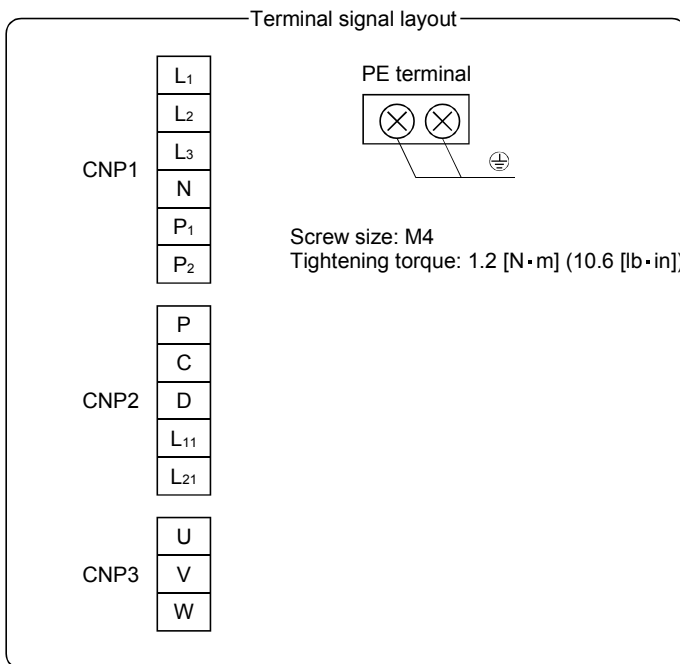 Terminal signal layout
CNP1
L1
L2
L3
N
P1
P2
PE terminal
Screw size: M4
Tightening torque: 1.2 [N▪m] (10.6 [lb▪in])
CNP2
P
C
D
L11
L21
CNP3
U
V
W